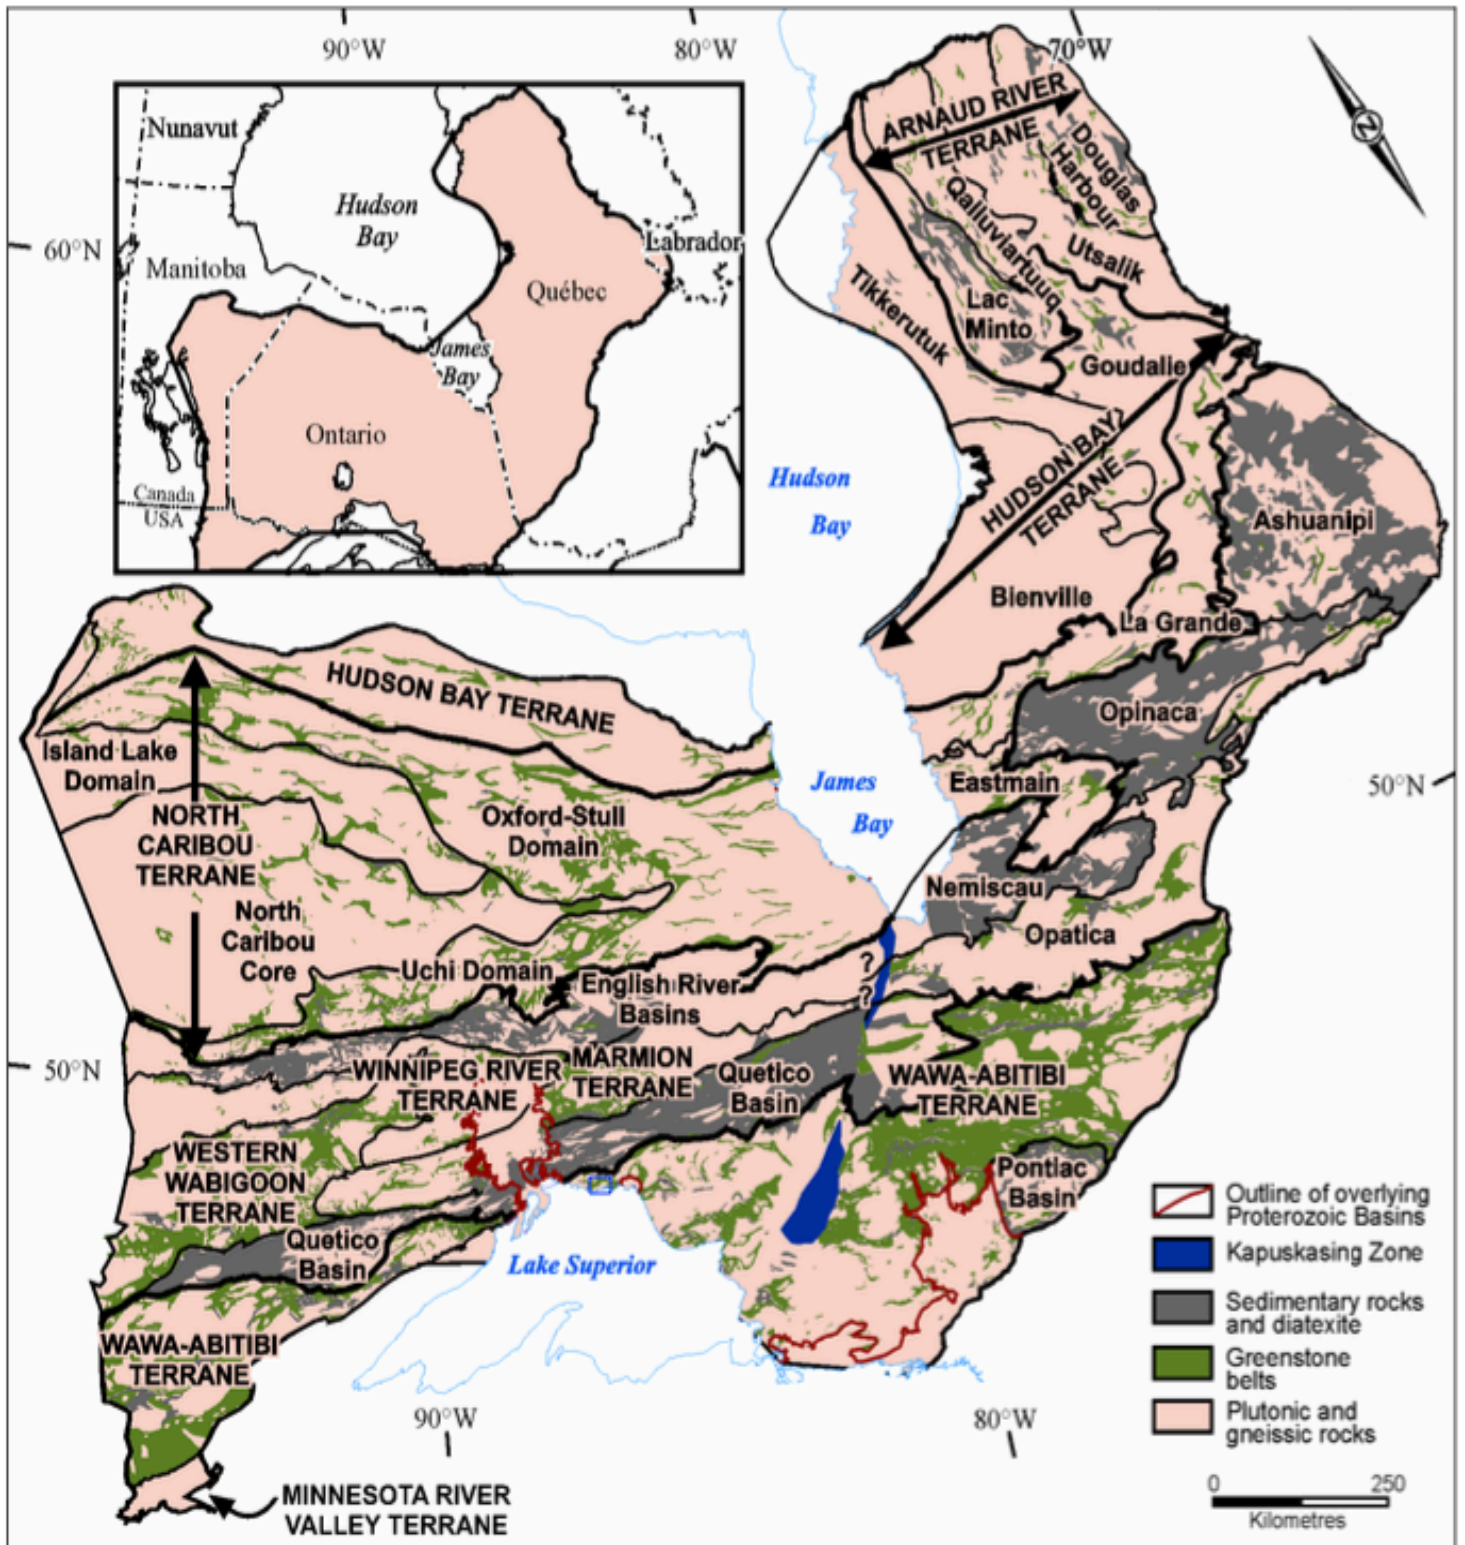 90°W
80°W
70°W
60°N
Nunavut
Hudson
Bay
Labrador
Manitoba
Québec
James
Bay
Ontario
Canada
USA
ARNAUD RIVER
TERRANE
Douglas
Harbour
Qalluviartuuq
Utsalik
Tikkerutuk
Lac
Minto
Goudalie
N
HUDSON BAY
TERRANE
Hudson
Bay
Ashuanipi
Bienville
La Grande
HUDSON BAY TERRANE
Opinaca
Island Lake
Domain
Eastmain
50°N
James
Bay
NORTH
CARIBOU
TERRANE
Oxford-Stull
Domain
Nemiscau
North
Caribou
Core
Opatica
Uchi Domain
English River
Basins
?
?
50°N
WINNIPEG RIVER
TERRANE
MARMION
TERRANE
Quetico
Basin
WAWA-ABITIBI
TERRANE
WESTERN
WABIGOON
TERRANE
Pontiac
Basin
Quetico
Basin
Lake Superior
WAWA-ABITIBI
TERRANE
90°W
80°W
MINNESOTA RIVER
VALLEY TERRANE
Outline of overlying
Proterozoic Basins
Kapuskasing Zone
Sedimentary rocks
and diatexite
Greenstone
belts
Plutonic and
gneissic rocks
0 250
Kilometres